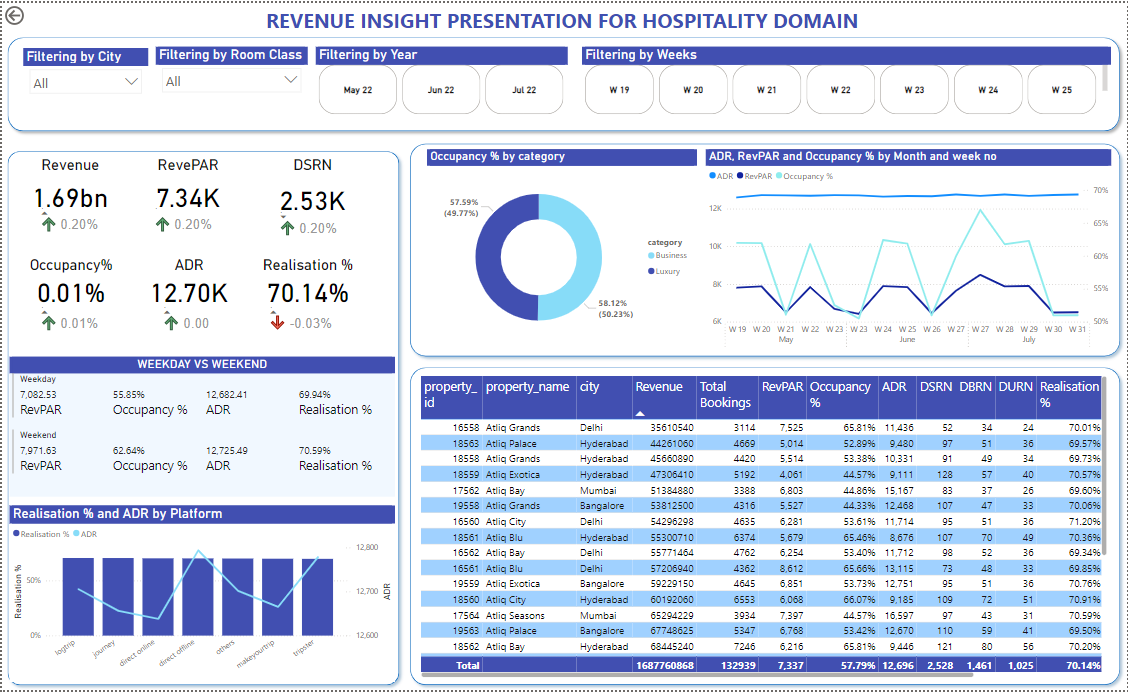 REVENUE INSIGHT PRESENTATION FOR HOSPITALITY DOMAIN
Filtering by City
All
Filtering by Room Class
All
Filtering by Year
May 22 Jun 22 Jul 22
Filtering by Weeks
W 19 W 20 W 21 W 22 W 23 W 24 W 25
Revenue RevePAR DSRN
1.69bn 7.34K 2.53K
0.20% 0.20% 0.20%
Occupancy% ADR Realisation %
0.01% 12.70K 70.14%
0.01% 0.00 -0.03%
WEEKDAY VS WEEKEND
Weekday
7,082.53 55.85% 12,682.41 69.94%
RevPAR Occupancy % ADR Realisation %
Weekend
7,971.63 62.64% 12,725.49 70.59%
RevPAR Occupancy % ADR Realisation %
Realisation % and ADR by Platform
Realisation % ADR
Realisation %
50%
0%
12,800
12,700
12,600
ADR
logtrip journey direct online direct offline others makeyourtrip tripster
Occupancy % by category
57.59%
(49.77%)
58.12%
(50.23%)
category
Business
Luxury
ADR, RevPAR and Occupancy % by Month and week no
ADR RevPAR Occupancy %
12K
10K
8K
6K
70%
65%
60%
55%
50%
W 19 W 20 W 21 W 22 W 23 W 23 W 24 W 25 W 26 W 27 W 27 W 28 W 29 W 30 W 31
May June July
property_id property_name city Revenue Total Bookings RevPAR Occupancy % ADR DSRN DBRN DURN Realisation %
16558 Atliq Grands Delhi 35610540 3114 7,525 65.81% 11,436 52 34 24 70.01%
18563 Atliq Palace Hyderabad 44261060 4669 5,014 52.89% 9,480 97 51 36 69.57%
18558 Atliq Grands Hyderabad 45660890 4420 5,514 53.38% 10,331 91 49 34 69.73%
18559 Atliq Exotica Hyderabad 47306410 5192 4,061 44.57% 9,111 128 57 40 70.57%
17562 Atliq Bay Mumbai 51384880 3388 6,803 44.86% 15,167 83 37 26 69.60%
19558 Atliq Grands Bangalore 53812500 4316 5,527 44.33% 12,468 107 47 33 70.06%
16560 Atliq City Delhi 54296298 4635 6,281 53.61% 11,714 95 51 36 71.20%
18561 Atliq Blu Hyderabad 55300710 6374 5,679 65.46% 8,676 107 70 49 70.36%
16562 Atliq Bay Delhi 55771464 4762 6,254 53.40% 11,712 98 52 36 69.34%
16561 Atliq Blu Delhi 57206940 4362 8,612 65.66% 13,115 73 48 33 69.85%
19559 Atliq Exotica Bangalore 59229150 4645 6,851 53.73% 12,751 95 51 36 70.76%
18560 Atliq City Hyderabad 60192060 6553 6,068 66.07% 9,185 109 72 51 70.91%
17564 Atliq Seasons Mumbai 65294229 3934 7,397 44.57% 16,597 97 43 31 70.59%
19563 Atliq Palace Bangalore 67748625 5347 6,768 53.42% 12,670 110 59 41 69.50%
18562 Atliq Bay Hyderabad 68445240 7246 6,216 65.81% 9,446 121 80 56 70.20%
Total 1687760868 132939 7,337 57.79% 12,696 2,528 1,461 1,025 70.14%